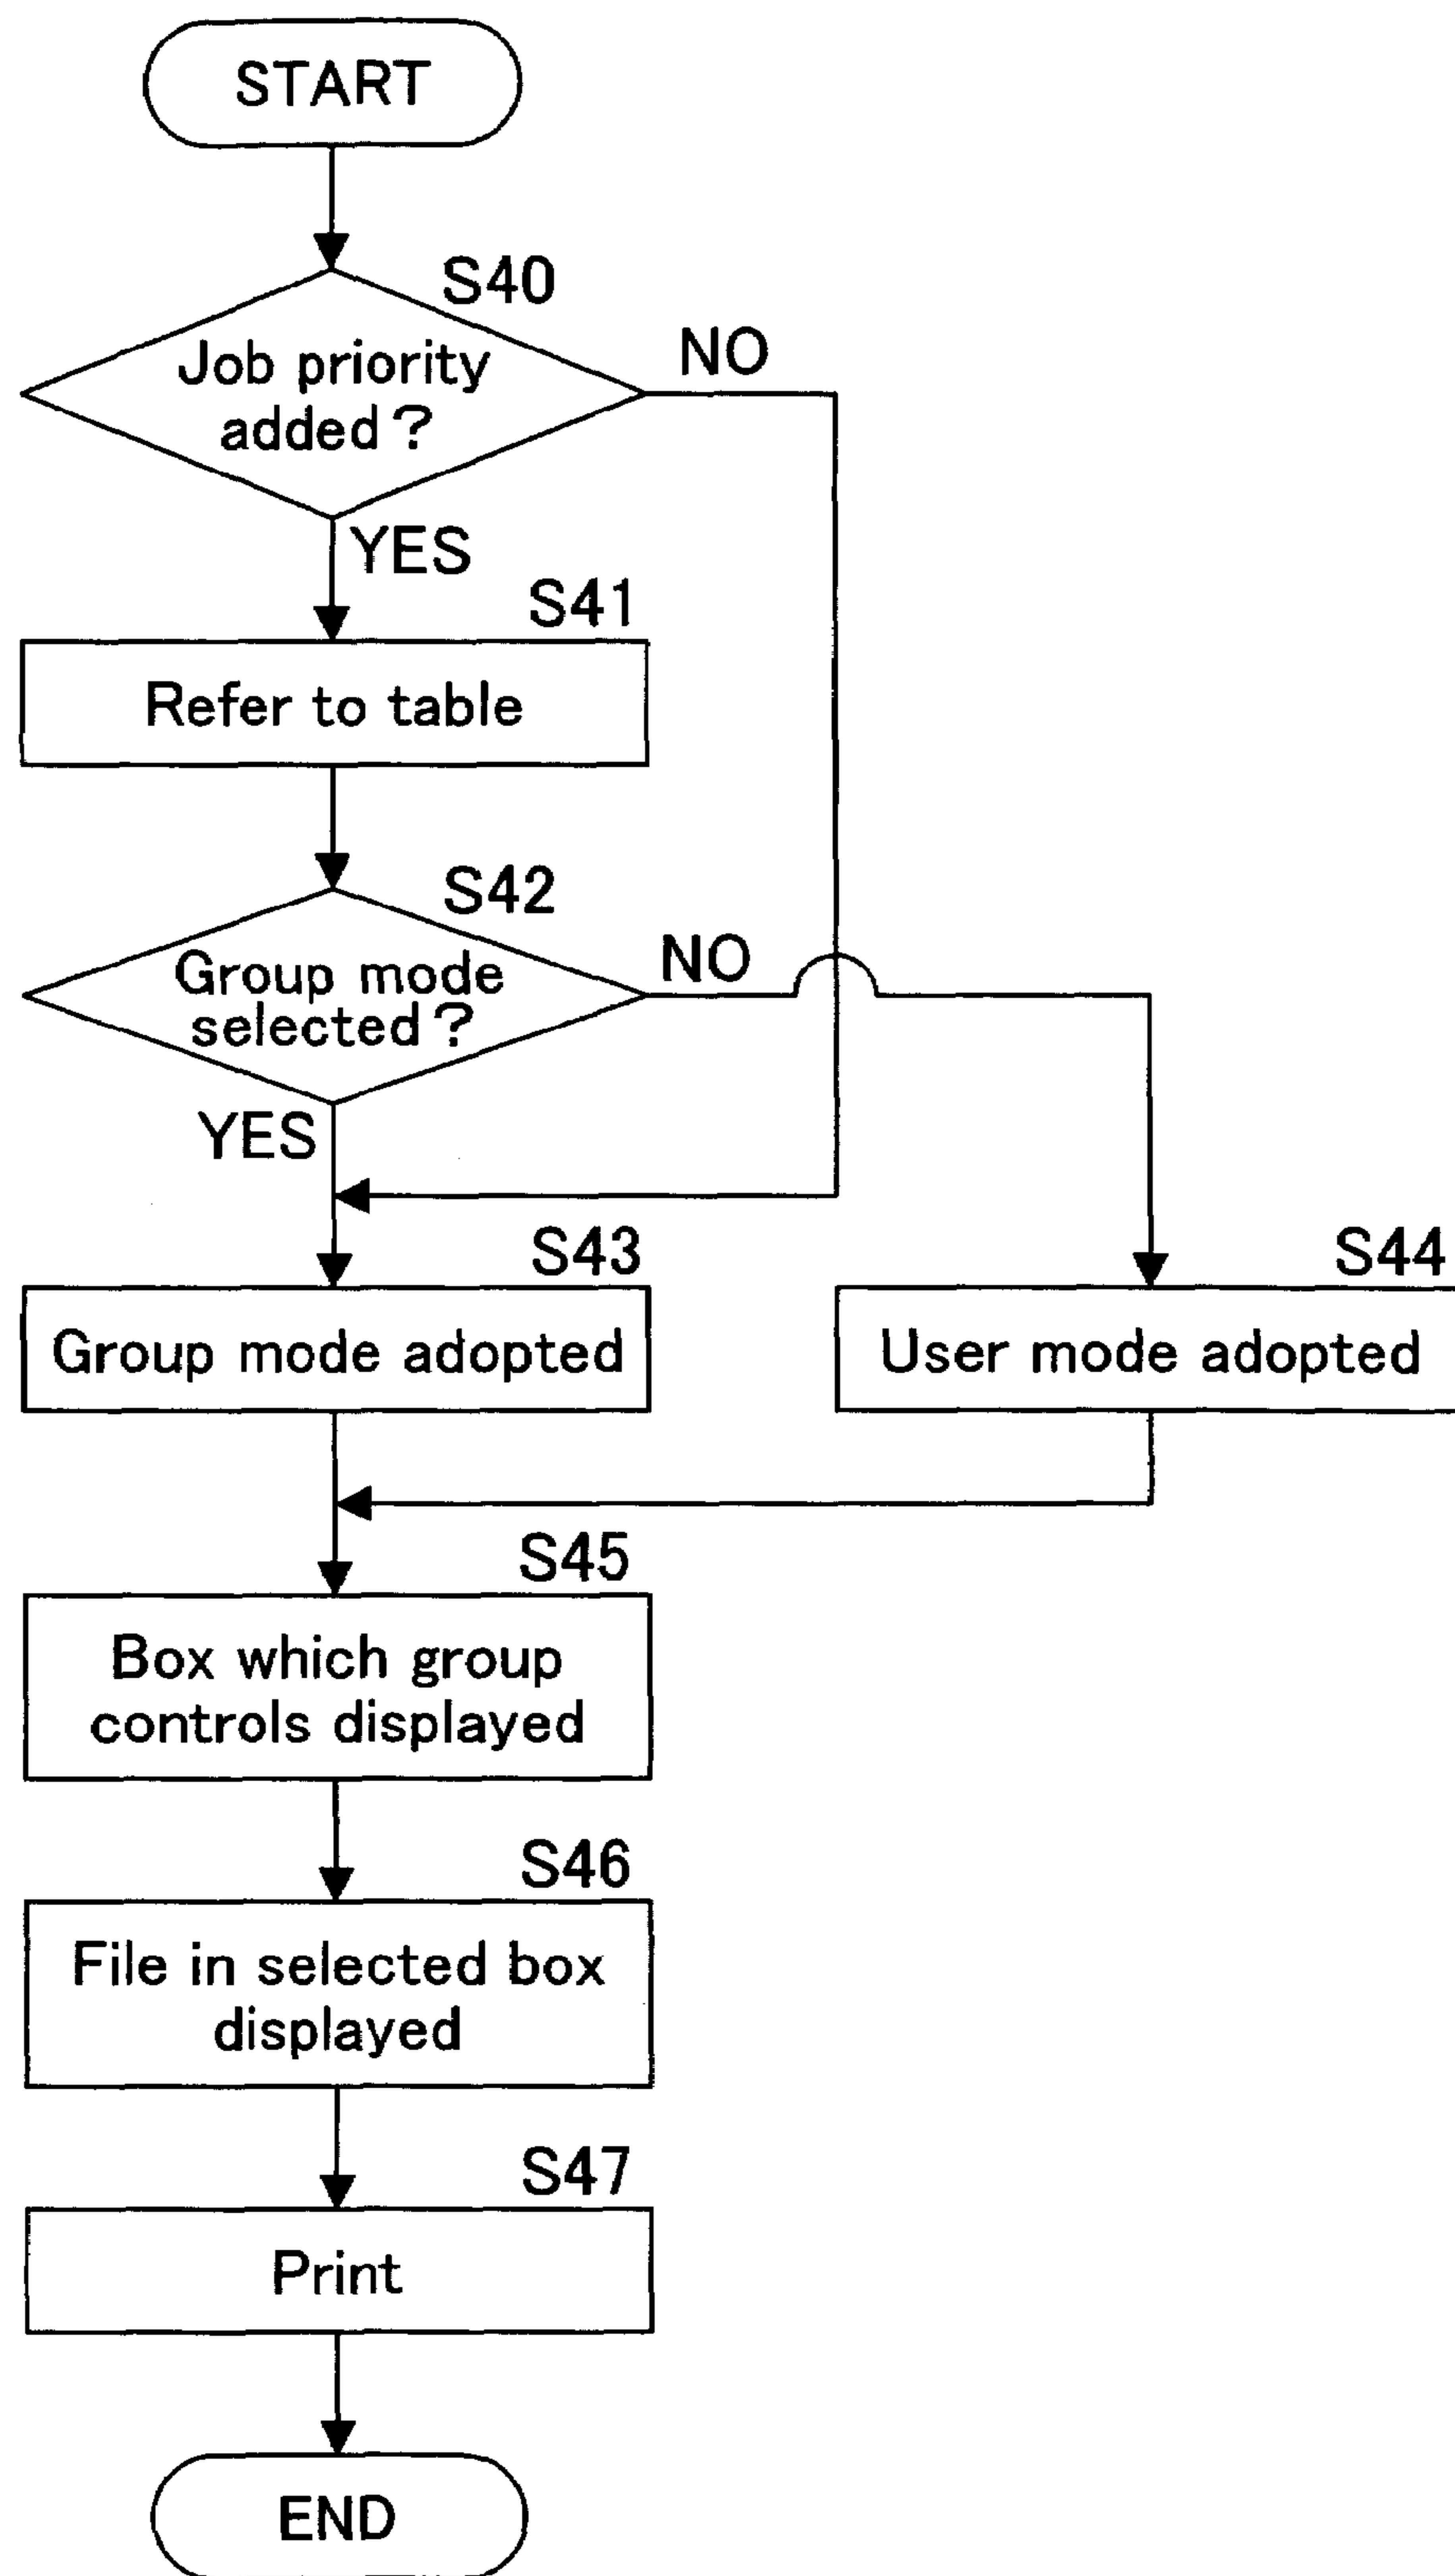 START
S40
NO
Job priority
added?
YES
S41
Refer to table
S42
NO
Group mode
selected?
YES
S43
S44
Group mode adopted
User mode adopted
S45
Box which group
controls displayed
S46
File in selected box
displayed
S47
Print
END